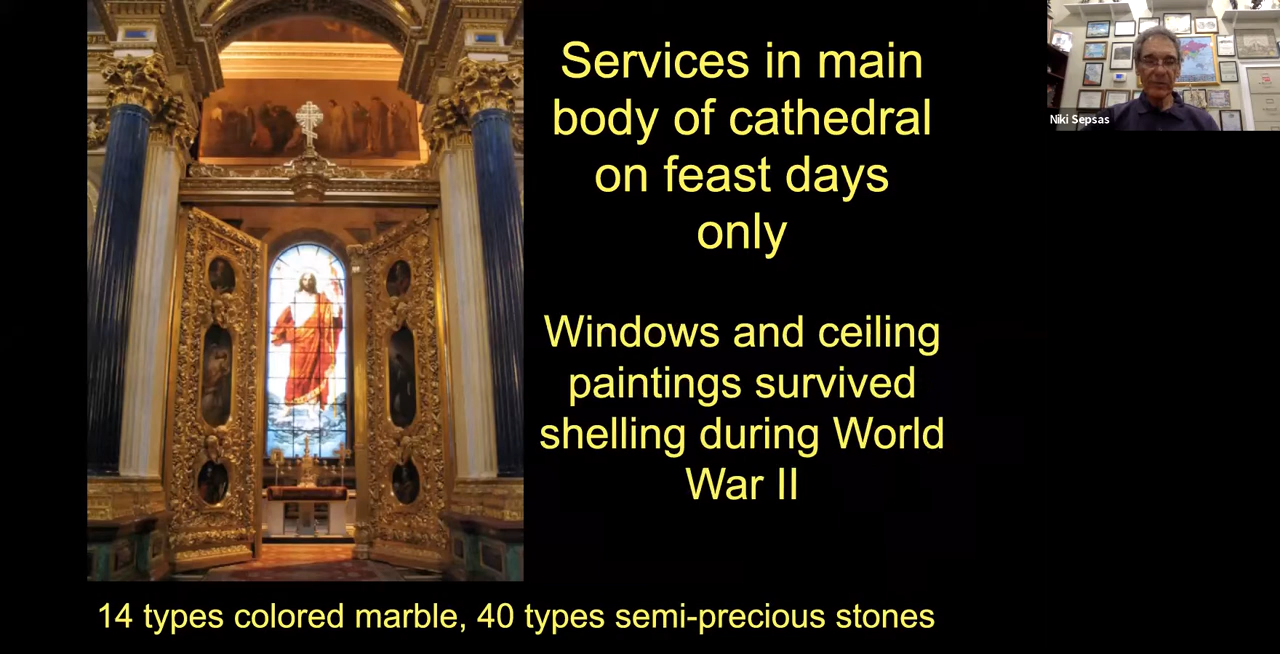 Services in main
body of cathedral
on feast days
only
Windows and ceiling
paintings survived
shelling during World
War II
14 types colored marble, 40 types semi-precious stones
Niki Sepsas